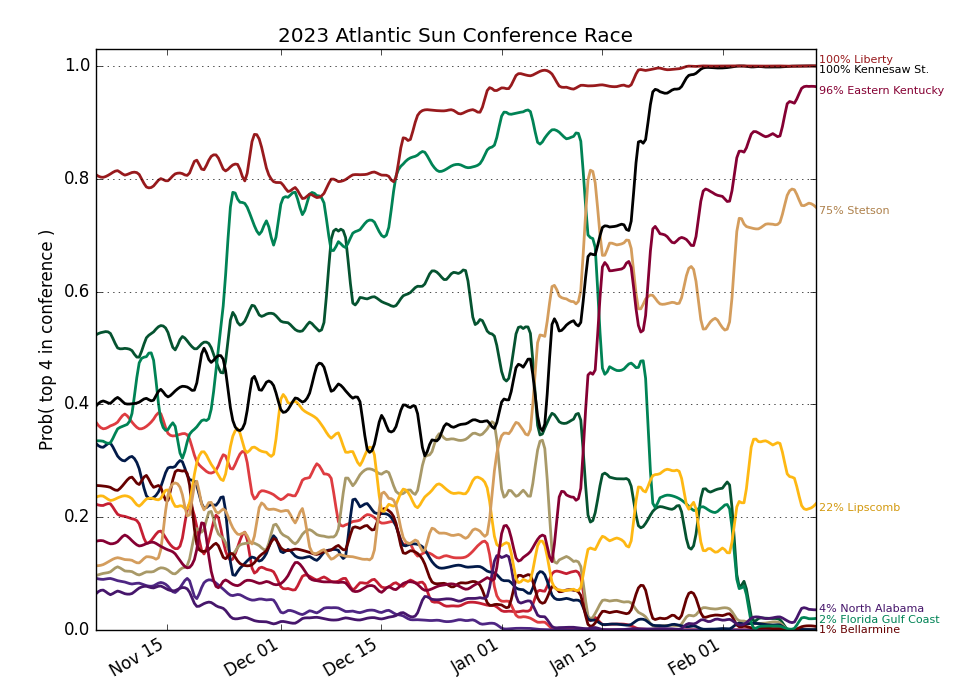 2023 Atlantic Sun Conference Race
Prob( top 4 in conference )
1.0
0.8
0.6
0.4
0.2
0.0
Nov 15
Dec 01
Dec 15
Jan 01
Jan 15
Feb 01
100% Liberty
100% Kennesaw St.
96% Eastern Kentucky
75% Stetson
22% Lipscomb
4% North Alabama
2% Florida Gulf Coast
1% Bellarmine